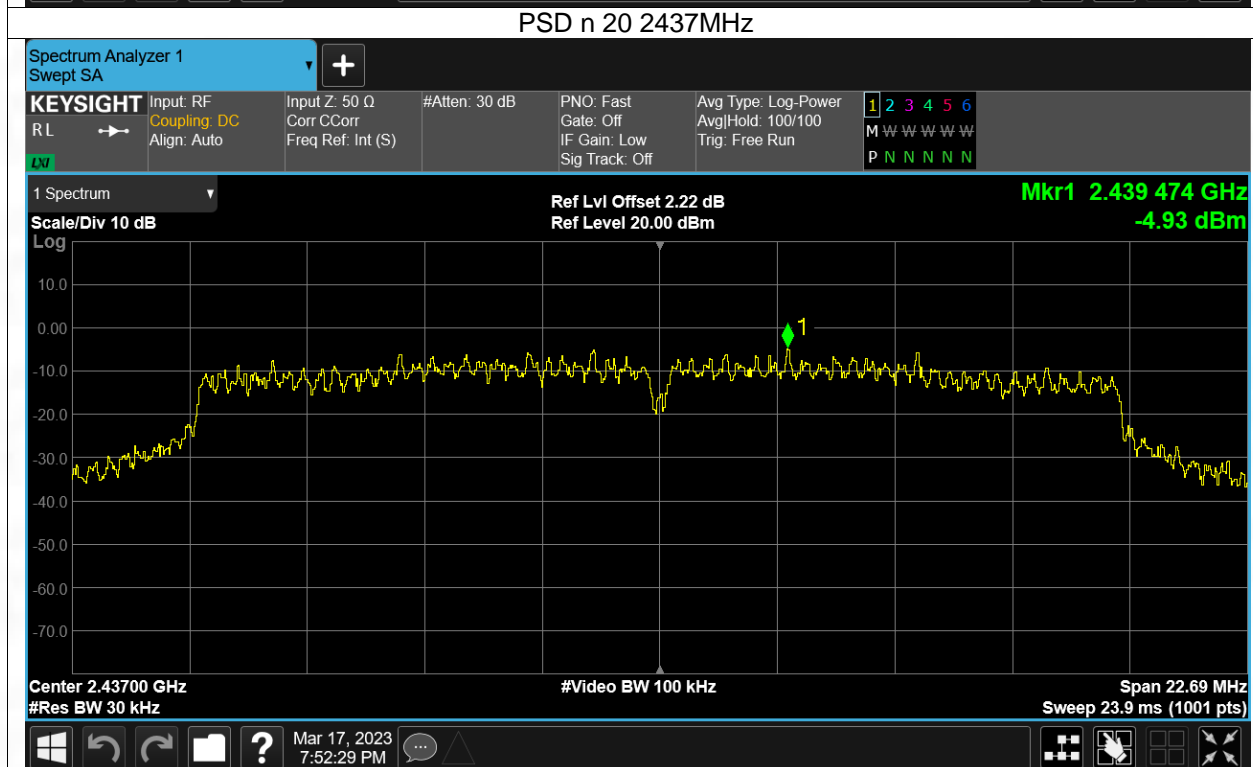 PSD n 20 2437MHz
Spectrum Analyzer 1
Swept SA
KEYSIGHT
RL
LXI
Input: RF
Coupling: DC
Align: Auto
Input Z: 50 Ω
Corr CCorr
Freq Ref: Int (S)
#Atten: 30 dB
PNO: Fast
Gate: Off
IF Gain: Low
Sig Track: Off
Avg Type: Log-Power
Avg|Hold: 100/100
Trig: Free Run
1 2 3 4 5 6
M W W W W W
P N N N N N
1 Spectrum
Scale/Div 10 dB
Ref Lvl Offset 2.22 dB
Ref Level 20.00 dBm
Mkr1 2.439 474 GHz
-4.93 dBm
Log
10.0
0.00
-10.0
-20.0
-30.0
-40.0
-50.0
-60.0
-70.0
1
Center 2.43700 GHz
#Res BW 30 kHz
#Video BW 100 kHz
Span 22.69 MHz
Sweep 23.9 ms (1001 pts)
?
Mar 17, 2023
7:52:29 PM